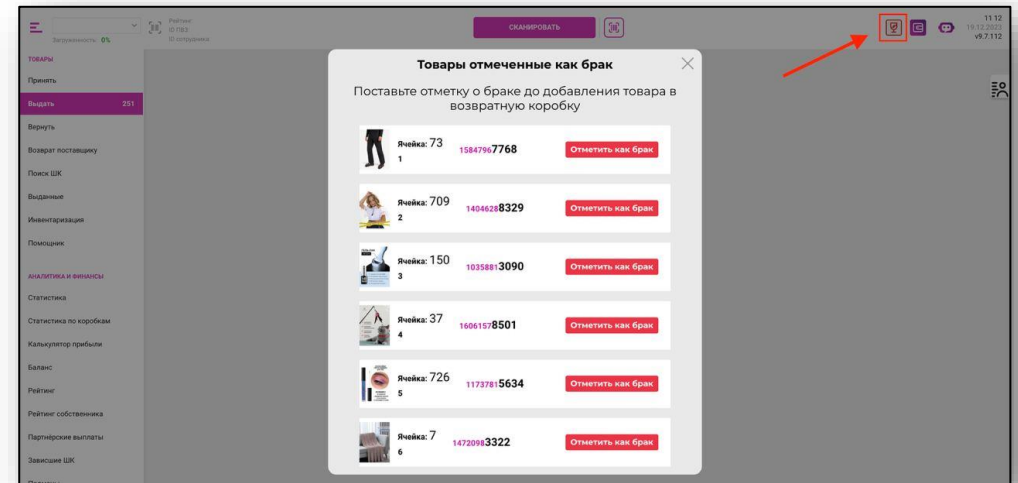 Загруженность: 0%
Рейтинг
ID ПВЗ
ID сотрудника
СКАНИРОВАТЬ
11:12
19.12.2023
v9.7.112
ТОВАРЫ
Принять
Выдать 251
Вернуть
Возврат поставщику
Поиск ШК
Выданные
Инвентаризация
Помощник
АНАЛИТИКА И ФИНАНСЫ
Статистика
Статистика по коробкам
Калькулятор прибыли
Баланс
Рейтинг
Рейтинг собственника
Партнёрские выплаты
Зависшие ШК
Товары отмеченные как брак
Поставьте отметку о браке до добавления товара в
возвратную коробку
Ячейка: 73
1
15847967768
Отметить как брак
Ячейка: 709
2
14046288329
Отметить как брак
Ячейка: 150
3
10358813090
Отметить как брак
Ячейка: 37
4
16061578501
Отметить как брак
Ячейка: 726
5
11737815634
Отметить как брак
Ячейка: 7
6
14720983322
Отметить как брак